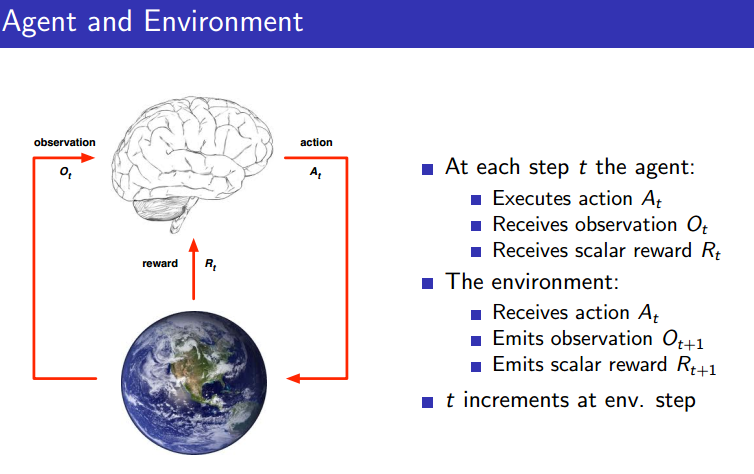 Agent and Environment
observation
O_t
action
A_t
reward
R_t
At each step t the agent:
Executes action A_t
Receives observation O_t
Receives scalar reward R_t
The environment:
Receives action A_t
Emits observation O_{t+1}
Emits scalar reward R_{t+1}
t increments at env. step